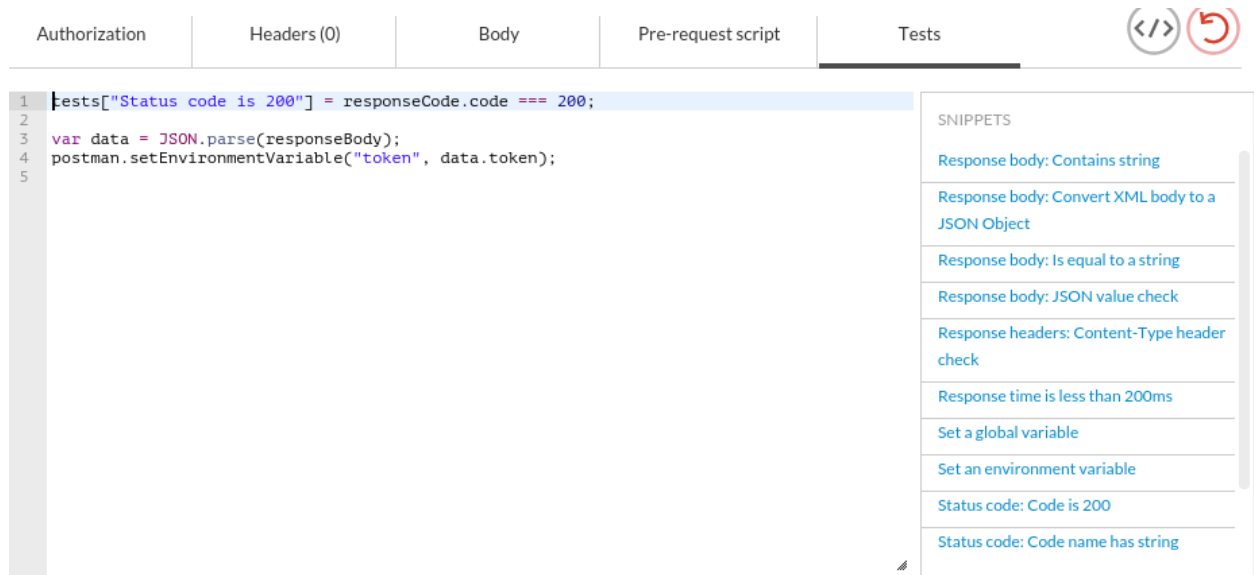 Authorization Headers (0) Body Pre-request script Tests </>
1 tests["Status code is 200"] = responseCode.code === 200;
2
3 var data = JSON.parse(responseBody);
4 postman.setEnvironmentVariable("token", data.token);
5
SNIPPETS
Response body: Contains string
Response body: Convert XML body to a
JSON Object
Response body: Is equal to a string
Response body: JSON value check
Response headers: Content-Type header
check
Response time is less than 200ms
Set a global variable
Set an environment variable
Status code: Code is 200
Status code: Code name has string